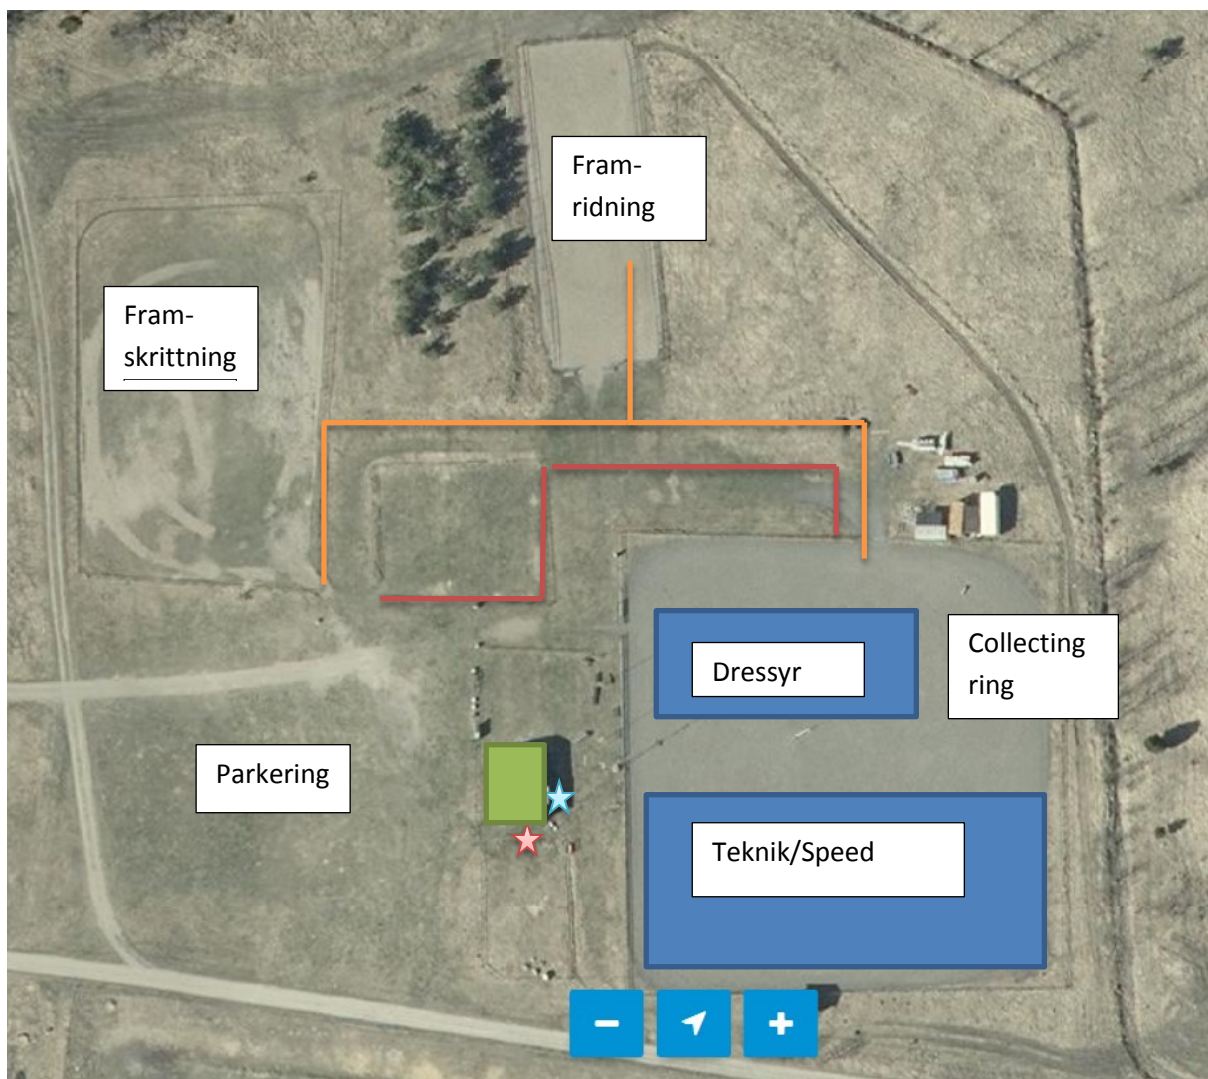 Fram-
ridning
Fram-
skrittning
Collecting
ring
Dressyr
Parkering
Teknik/Speed